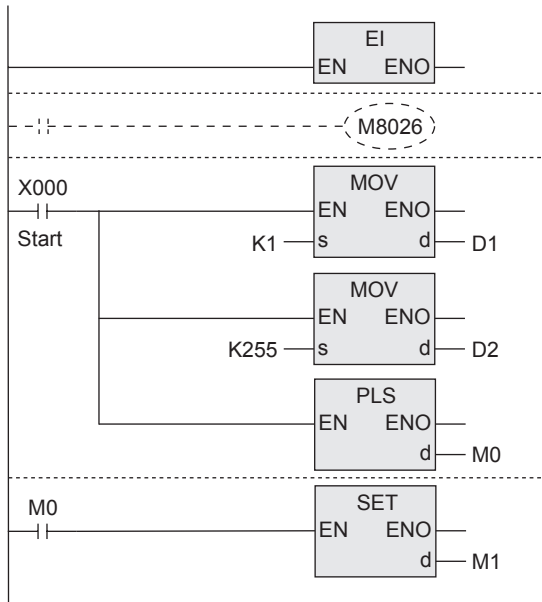 EI
EN ENO
M8026
X000
Start
MOV
EN ENO
K1 s d D1
MOV
EN ENO
K255 s d D2
PLS
EN ENO
d M0
M0
SET
EN ENO
d M1